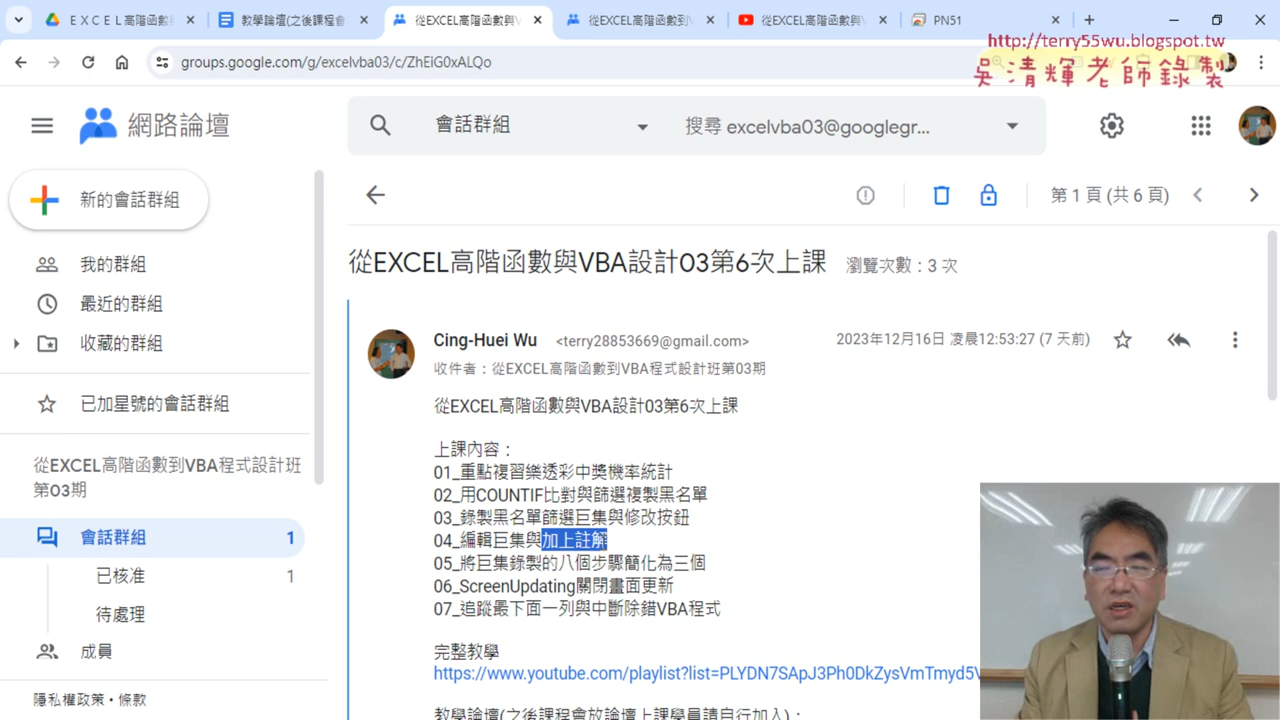 E X C E L 高階函數
教學論壇(之後課程會
從EXCEL高階函數與V
從EXCEL高階函數到\
從EXCEL高階函數與V
PN51
groups.google.com/g/excelvba03/c/ZhEiG0xALQo
http://terry55wu.blogspot.tw
吳清輝老師錄製
網路論壇
會話群組
搜尋 excelvba03@googlegr...
新的會話群組
第 1 頁 (共 6 頁)
我的群組
最近的群組
收藏的群組
已加星號的會話群組
從EXCEL高階函數到VBA程式設計班
第03期
會話群組 1
已核准 1
待處理
成員
隱私權政策・條款
從EXCEL高階函數與VBA設計03第6次上課 瀏覽次數：3 次
Cing-Huei Wu <terry28853669@gmail.com>
2023年12月16日 凌晨12:53:27 (7 天前)
收件者：從EXCEL高階函數到VBA程式設計班第03期
從EXCEL高階函數與VBA設計03第6次上課
上課內容：
01_重點複習樂透彩中獎機率統計
02_用COUNTIF比對與篩選複製黑名單
03_錄製黑名單篩選巨集與修改按鈕
04_編輯巨集與加上註解
05_將巨集錄製的八個步驟簡化為三個
06_ScreenUpdating關閉畫面更新
07_追蹤最下面一列與中斷除錯VBA程式
完整教學
https://www.youtube.com/playlist?list=PLYDN7SApJ3Ph0DkZysVmTmyd5V
教學論壇(之後課程會放論壇上課學員請自行加入)：